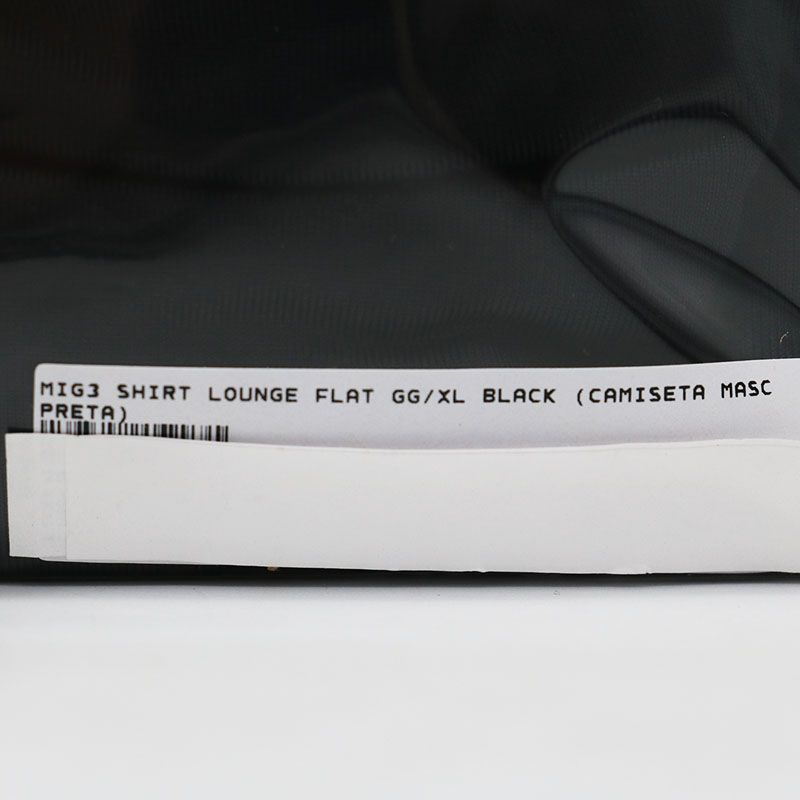 MIG3 SHIRT LOUNGE FLAT GG/XL BLACK (CAMISETA MASC
PRETA)